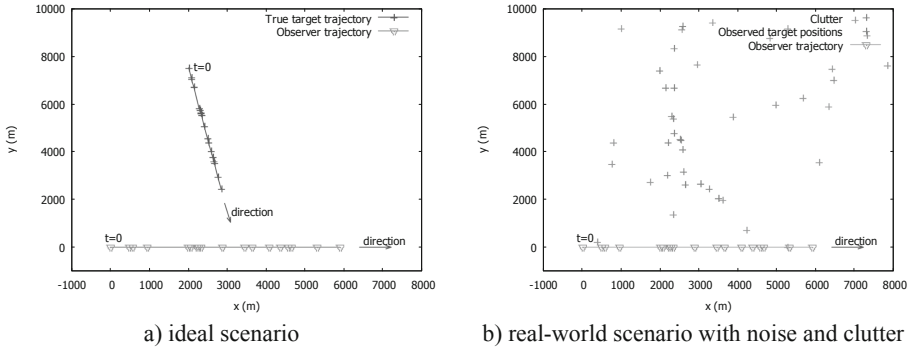 10000
8000
6000
4000
2000
0
-1000
y (m)
True target trajectory
Observer trajectory
t=0
direction
t=0
direction
-1000 0 1000 2000 3000 4000 5000 6000 7000 8000
x (m)
a) ideal scenario
10000
8000
6000
4000
2000
0
-1000
y (m)
Clutter
Observed target positions
Observer trajectory
t=0
direction
-1000 0 1000 2000 3000 4000 5000 6000 7000 8000
x (m)
b) real-world scenario with noise and clutter